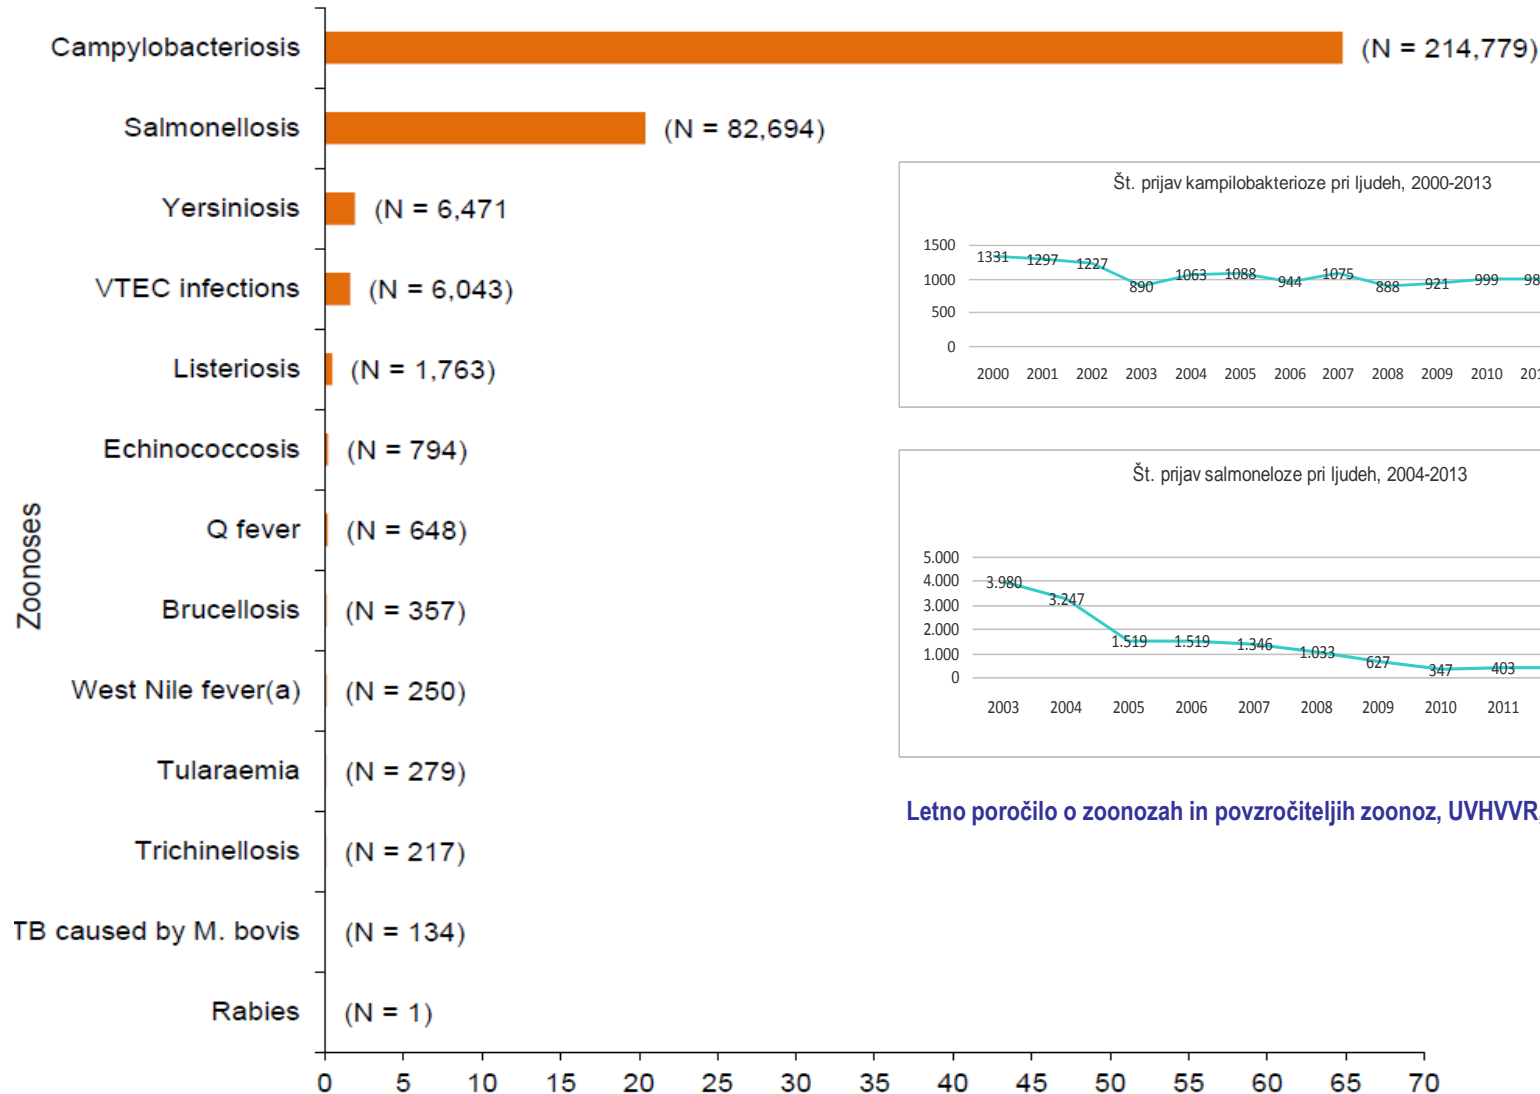 Campylobacteriosis (N = 214,779)
Salmonellosis (N = 82,694)
Yersiniosis (N = 6,471
VTEC infections (N = 6,043)
Listeriosis (N = 1,763)
Echinococcosis (N = 794)
Q fever (N = 648)
Brucellosis (N = 357)
West Nile fever(a) (N = 250)
Tularaemia (N = 279)
Trichinellosis (N = 217)
TB caused by M. bovis (N = 134)
Rabies (N = 1)
Zoonoses
0 5 10 15 20 25 30 35 40 45 50 55 60 65 70
Št. prijav kampilobakterioze pri ljudeh, 2000-2013
1500
1000
500
0
1331 1297 1227 890 1063 1088 944 1075 888 921 999 98
2000 2001 2002 2003 2004 2005 2006 2007 2008 2009 2010 201
Št. prijav salmoneloze pri ljudeh, 2004-2013
5.000
4.000
3.000
2.000
1.000
0
3.980 3.247 1.519 1.519 1.346 1.033 627 347 403
2003 2004 2005 2006 2007 2008 2009 2010 2011
Letno poročilo o zoonozah in povzročiteljih zoonoz, UVHVVR